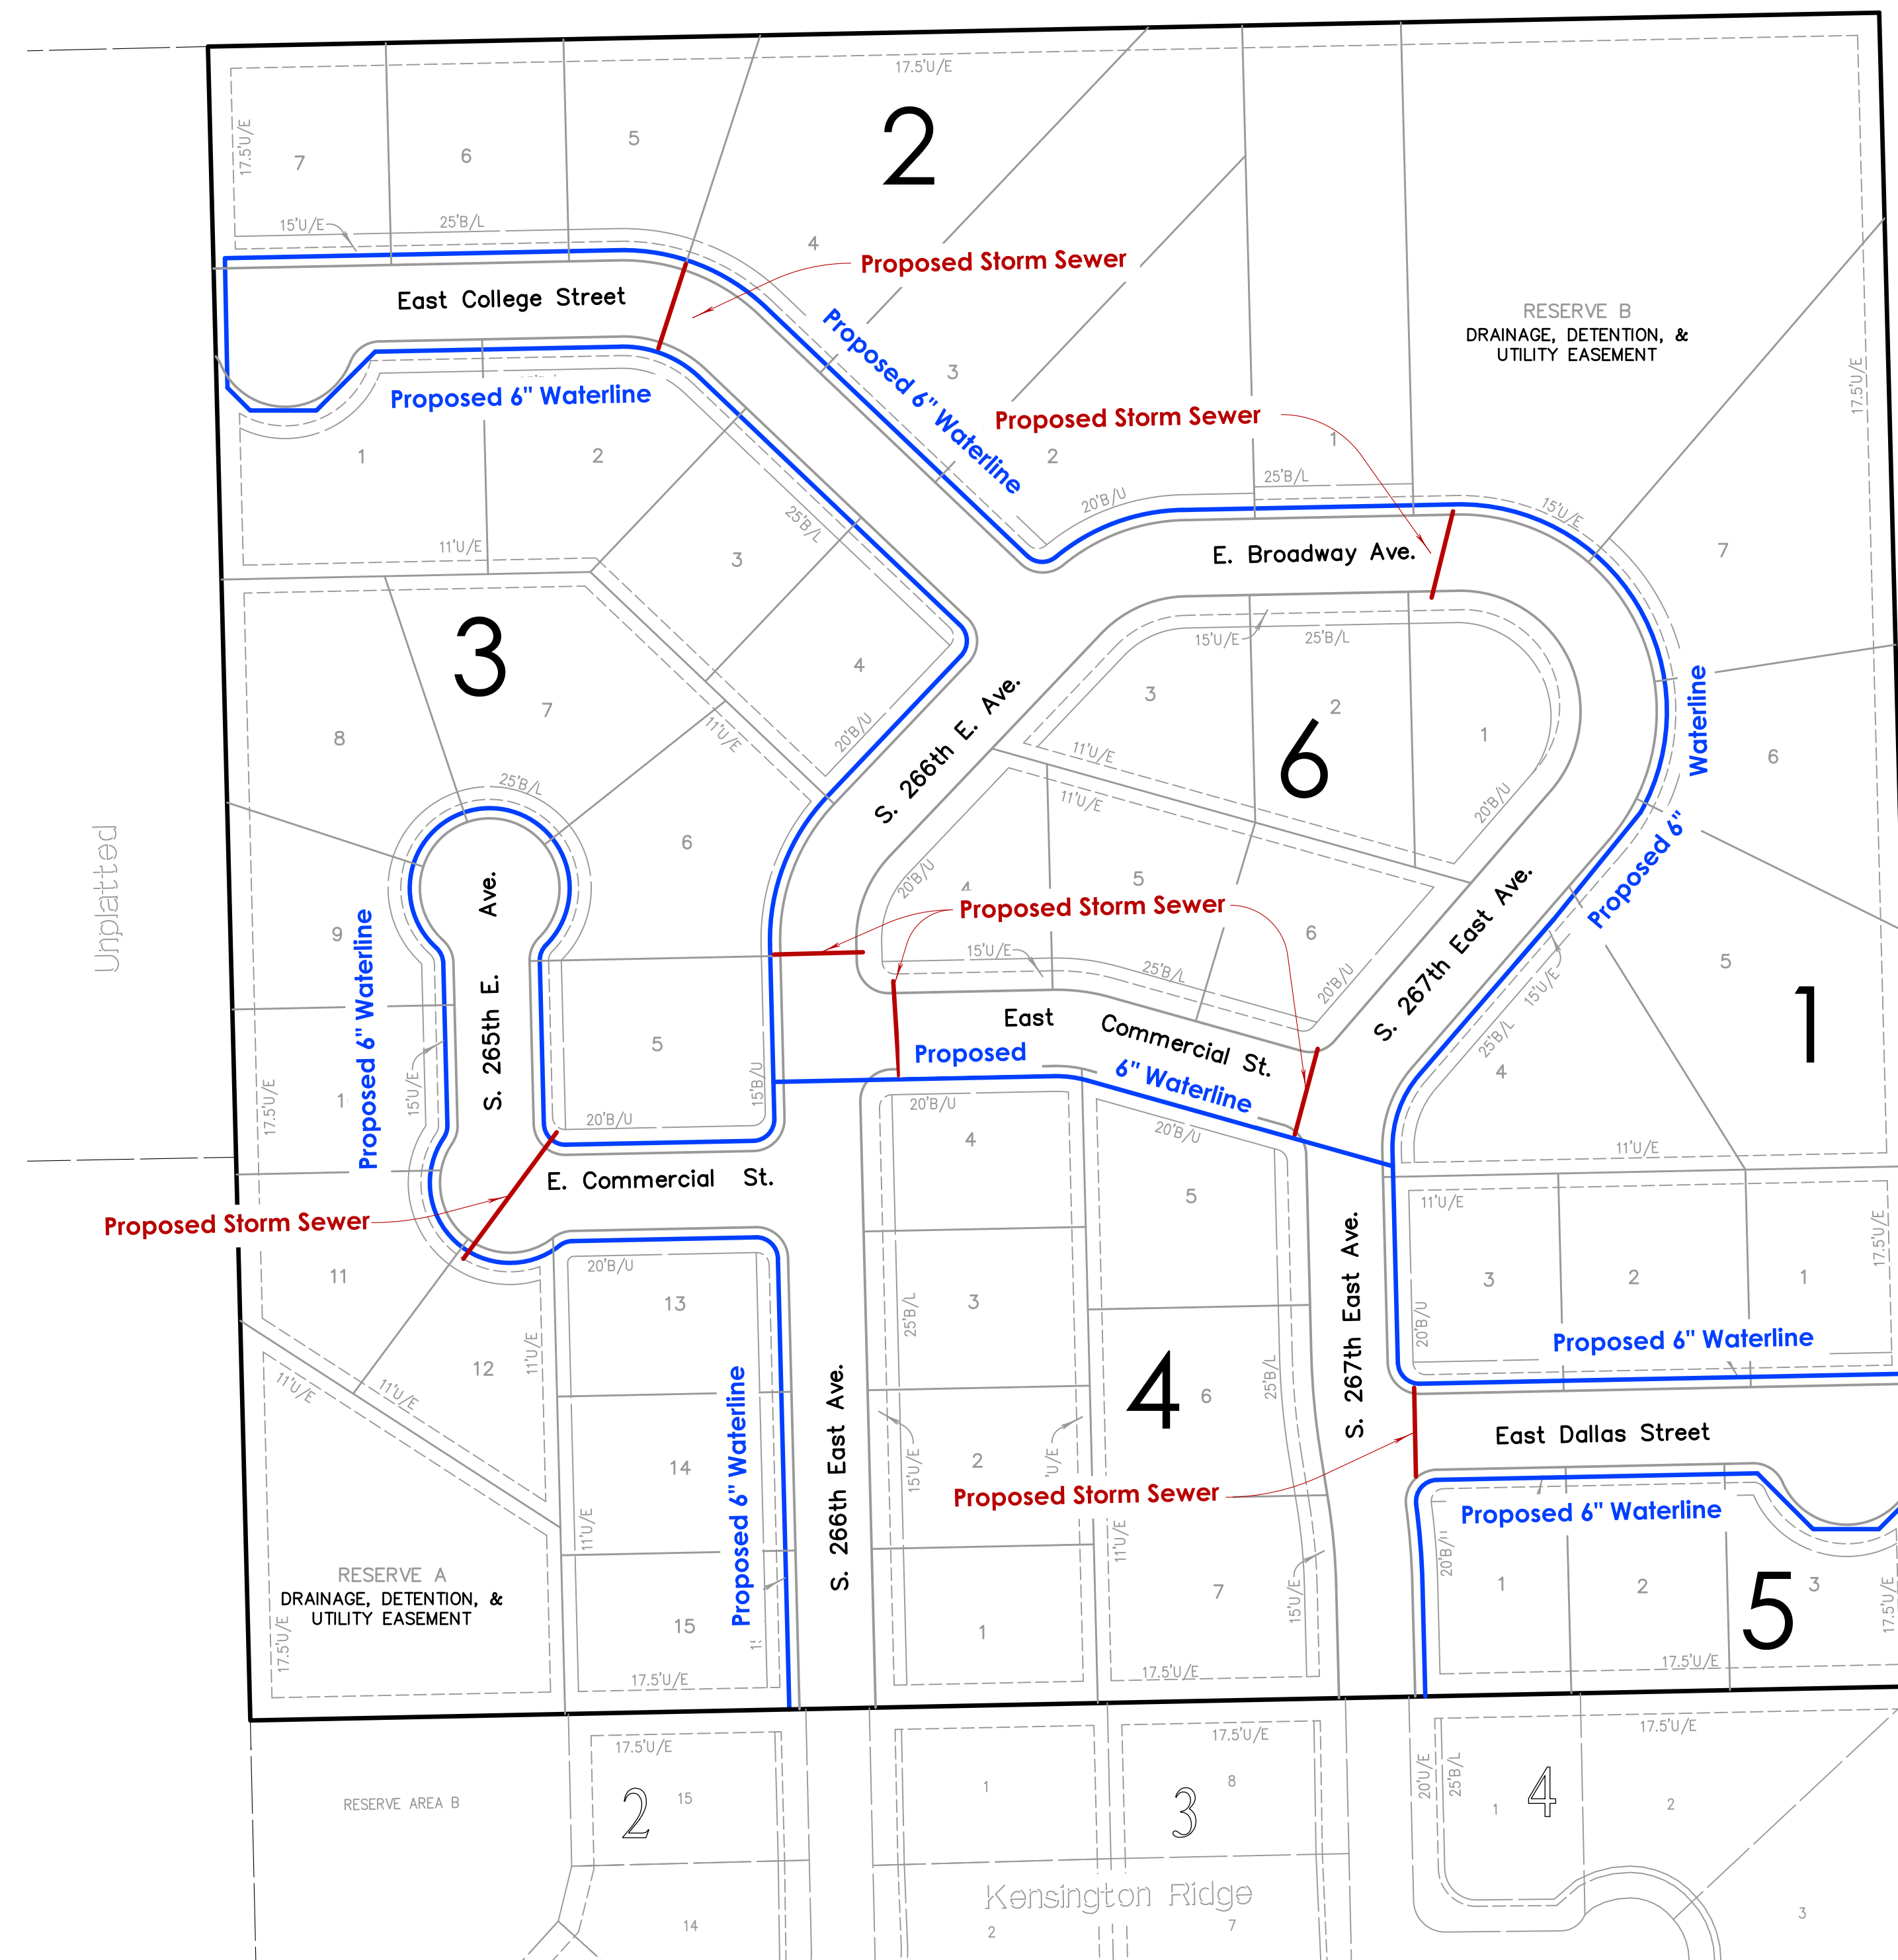 17.5'U/E
2
17.5'U/E
7
6
5
15'U/E
25'B/L
4
Proposed Storm Sewer
East College Street
RESERVE B
DRAINAGE, DETENTION, &
UTILITY EASEMENT
17.5'U/E
Proposed 6" Waterline
3
Proposed 6" Waterline
Proposed Storm Sewer
1
2
1
2
25'B/L
20'B/U
15'U/E
25'B/L
11'U/E
E. Broadway Ave.
7
3
3
15'U/E
25'B/L
4
20'B/U
11'U/E
S. 266th E. Ave.
3
2
1
6
11'U/E
11'U/E
20'B/U
Waterline
6
Proposed 6"
8
7
25'B/L
6
Unplatted
9
Proposed 6" Waterline
S. 265th E. Ave.
20'B/U
4
5
Proposed Storm Sewer
6
15'U/E
25'B/L
20'B/U
S. 267th East Ave.
15'U/E
5
1
25'B/L
4
East Commercial St.
Proposed 6" Waterline
5
15'B/U
20'B/U
17.5'U/E
1
15'U/E
E. Commercial St.
Proposed Storm Sewer
20'B/U
4
20'B/U
5
11'U/E
11'U/E
17.5'U/E
11
20'B/U
13
3
25'B/L
3
2
1
20'B/U
Proposed 6" Waterline
S. 267th East Ave.
12
11'U/E
11'U/E
11'U/E
4
6
25'B/L
Proposed 6" Waterline
S. 266th East Ave.
East Dallas Street
14
2
15'U/E
'U/E
Proposed Storm Sewer
Proposed 6" Waterline
11'U/E
11'U/E
RESERVE A
DRAINAGE, DETENTION, &
UTILITY EASEMENT
17.5'U/E
15
17.5'U/E
1
7
15'U/E
17.5'U/E
20'B/U
1
2
3
5
17.5'U/E
17.5'U/E
17.5'U/E
17.5'U/E
17.5'U/E
RESERVE AREA B
2
15
1
3
8
20'U/E
25'B/L
1
4
2
Kensington Ridge
14
2
7
3